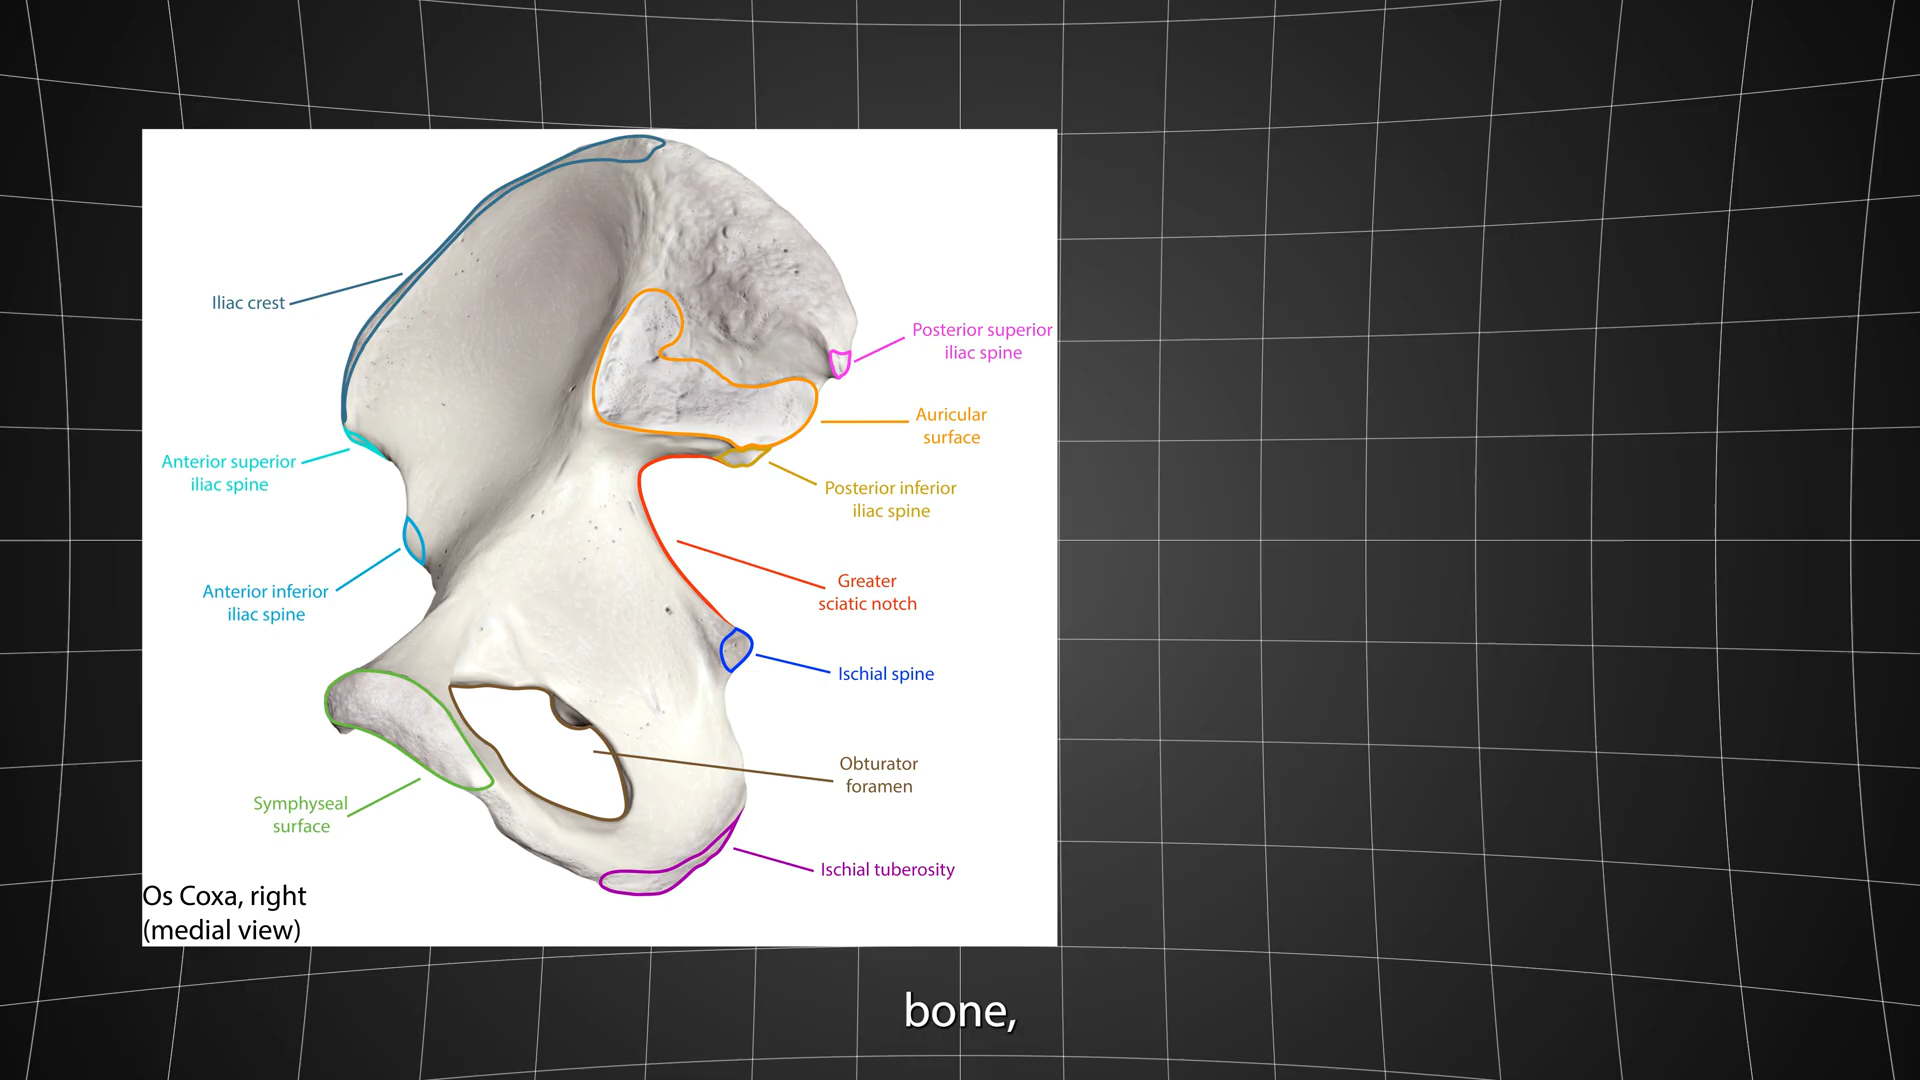 Iliac crest
Posterior superior
iliac spine
Auricular
surface
Anterior superior
iliac spine
Posterior inferior
iliac spine
Anterior inferior
iliac spine
Greater
sciatic notch
Ischial spine
Obturator
foramen
Symphyseal
surface
Ischial tuberosity
Os Coxa, right
(medial view)
bone,